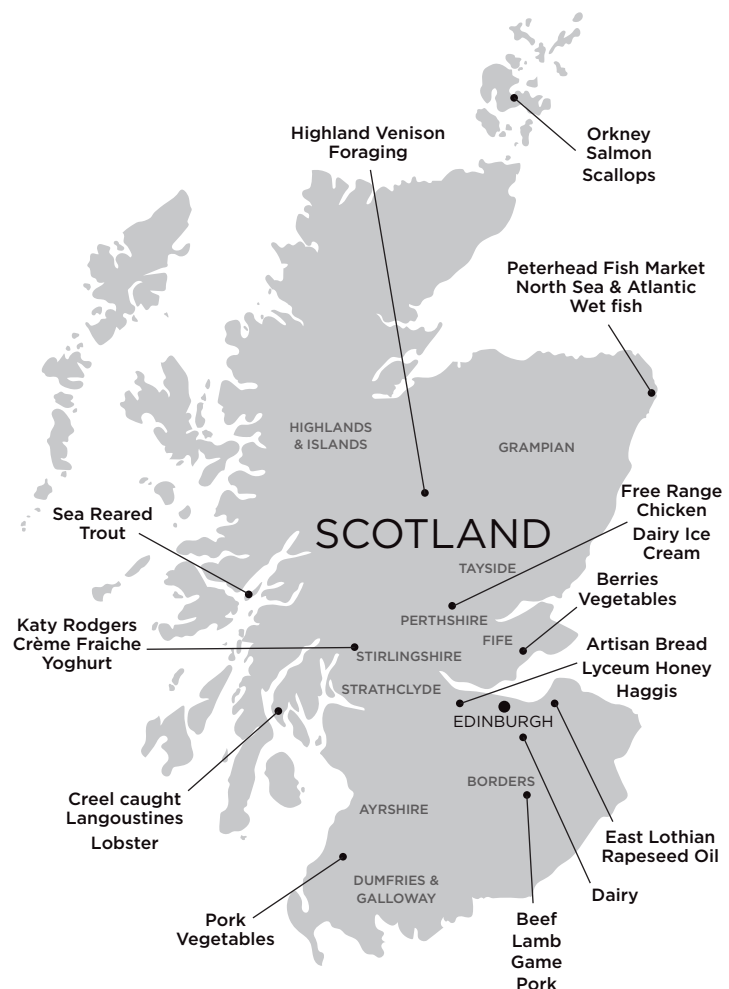 Highland Venison
Foraging
Orkney
Salmon
Scallops
Peterhead Fish Market
North Sea & Atlantic
Wet fish
HIGHLANDS
& ISLANDS
GRAMPIAN
Free Range
Chicken
Dairy Ice
Cream
Sea Reared
Trout
SCOTLAND
TAYSIDE
Berries
Vegetables
PERTHSHIRE
Katy Rodgers
Crème Fraiche
Yoghurt
FIFE
STIRLINGSHIRE
Artisan Bread
Lyceum Honey
Haggis
STRATHCLYDE
EDINBURGH
BORDERS
Creel caught
Langoustines
Lobster
AYRSHIRE
East Lothian
Rapeseed Oil
DUMFRIES &
GALLOWAY
Dairy
Pork
Vegetables
Beef
Lamb
Game
Pork